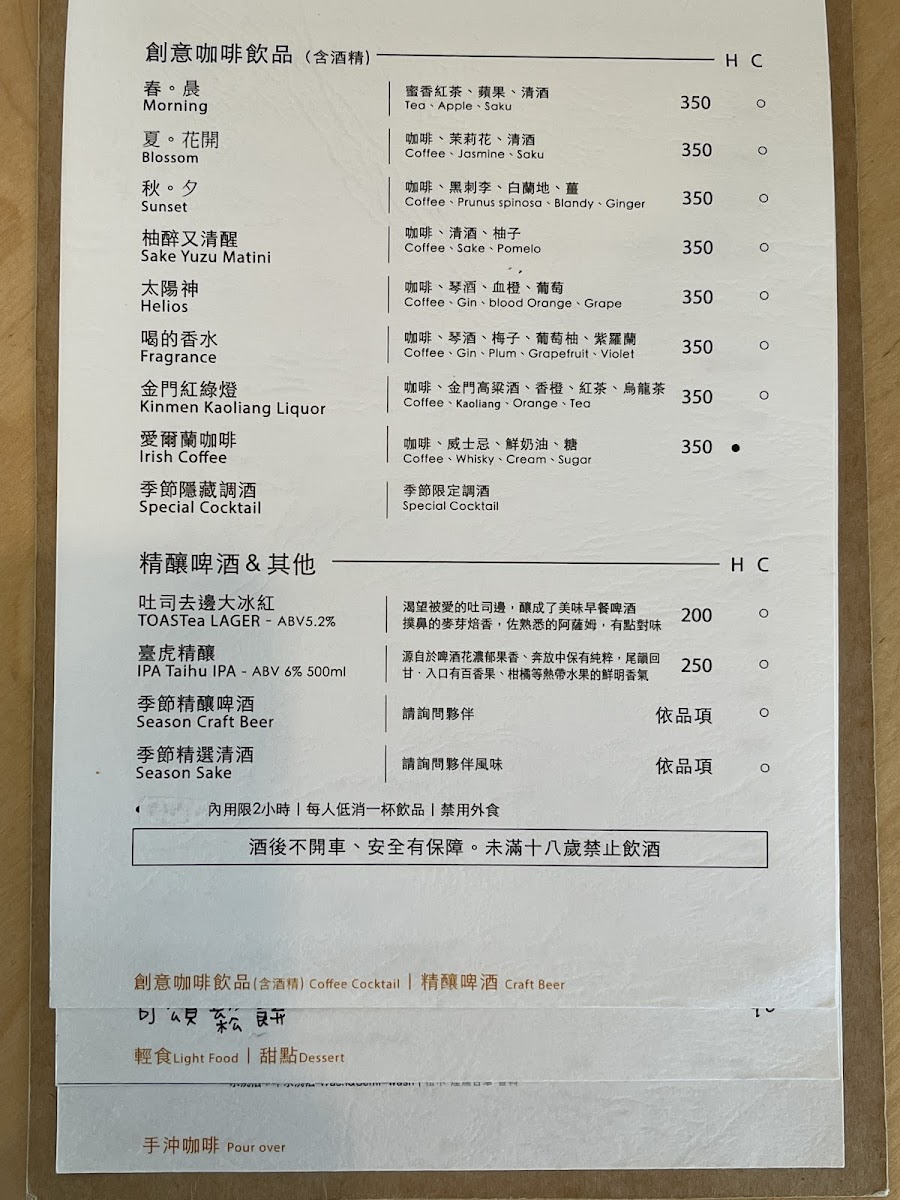 創意咖啡飲品 (含酒精) H C
春。晨 蜜香紅茶、蘋果、清酒
Morning Tea、Apple、Saku 350 ○
夏。花開 咖啡、茉莉花、清酒
Blossom Coffee、Jasmine、Saku 350 ○
秋。夕 咖啡、黑刺李、白蘭地、薑
Sunset Coffee、Prunus spinosa、Blandy、Ginger 350 ○
柚醉又清醒 咖啡、清酒、柚子
Sake Yuzu Matini Coffee、Sake、Pomelo 350 ○
太陽神 咖啡、琴酒、血橙、葡萄
Helios Coffee、Gin、blood Orange、Grape 350 ○
喝的香水 咖啡、琴酒、梅子、葡萄柚、紫羅蘭
Fragrance Coffee、Gin、Plum、Grapefruit、Violet 350 ○
金門紅綠燈 咖啡、金門高粱酒、香橙、紅茶、烏龍茶
Kinmen Kaoliang Liquor Coffee、Kaoliang、Orange、Tea 350 ○
愛爾蘭咖啡 咖啡、威士忌、鮮奶油、糖
Irish Coffee Coffee、Whisky、Cream、Sugar 350 ●
季節隱藏調酒 季節限定調酒
Special Cocktail Special Cocktail
精釀啤酒&其他 H C
吐司去邊大冰紅 渴望被愛的吐司邊，釀成了美味早餐啤酒
TOASTea LAGER - ABV5.2% 撲鼻的麥芽焙香，佐熟悉的阿薩姆，有點對味 200 ○
臺虎精釀 源自於啤酒花濃郁果香、奔放中保有純粹，尾韻回
IPA Taihu IPA - ABV 6% 500ml 甘．入口有百香果、柑橘等熱帶水果的鮮明香氣 250 ○
季節精釀啤酒 請詢問夥伴 依品項 ○
Season Craft Beer
季節精選清酒 請詢問夥伴風味 依品項 ○
Season Sake
內用限2小時 | 每人低消一杯飲品 | 禁用外食
酒後不開車、安全有保障。未滿十八歲禁止飲酒
創意咖啡飲品(含酒精) Coffee Cocktail | 精釀啤酒 Craft Beer
可頌鬆餅
輕食Light Food | 甜點Dessert
手沖咖啡 Pour over